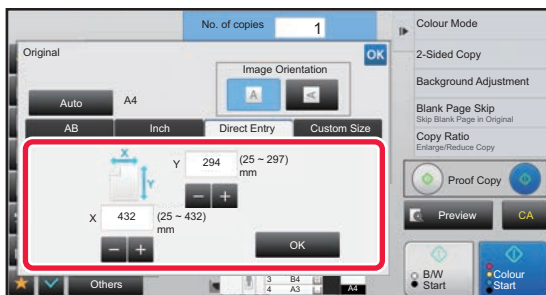 No. of copies 1
Original
OK
Image Orientation
A
A
Auto
A4
AB
Inch
Direct Entry
Custom Size
X
Y
Y 294 (25 ~ 297)
mm
X 432 (25 ~ 432)
mm
OK
Others
3 B4
4 A3
A4
Colour Mode
2-Sided Copy
Background Adjustment
Blank Page Skip
Skip Blank Page in Original
Copy Ratio
Enlarge/Reduce Copy
Proof Copy
Preview
CA
B/W
Start
Colour
Start